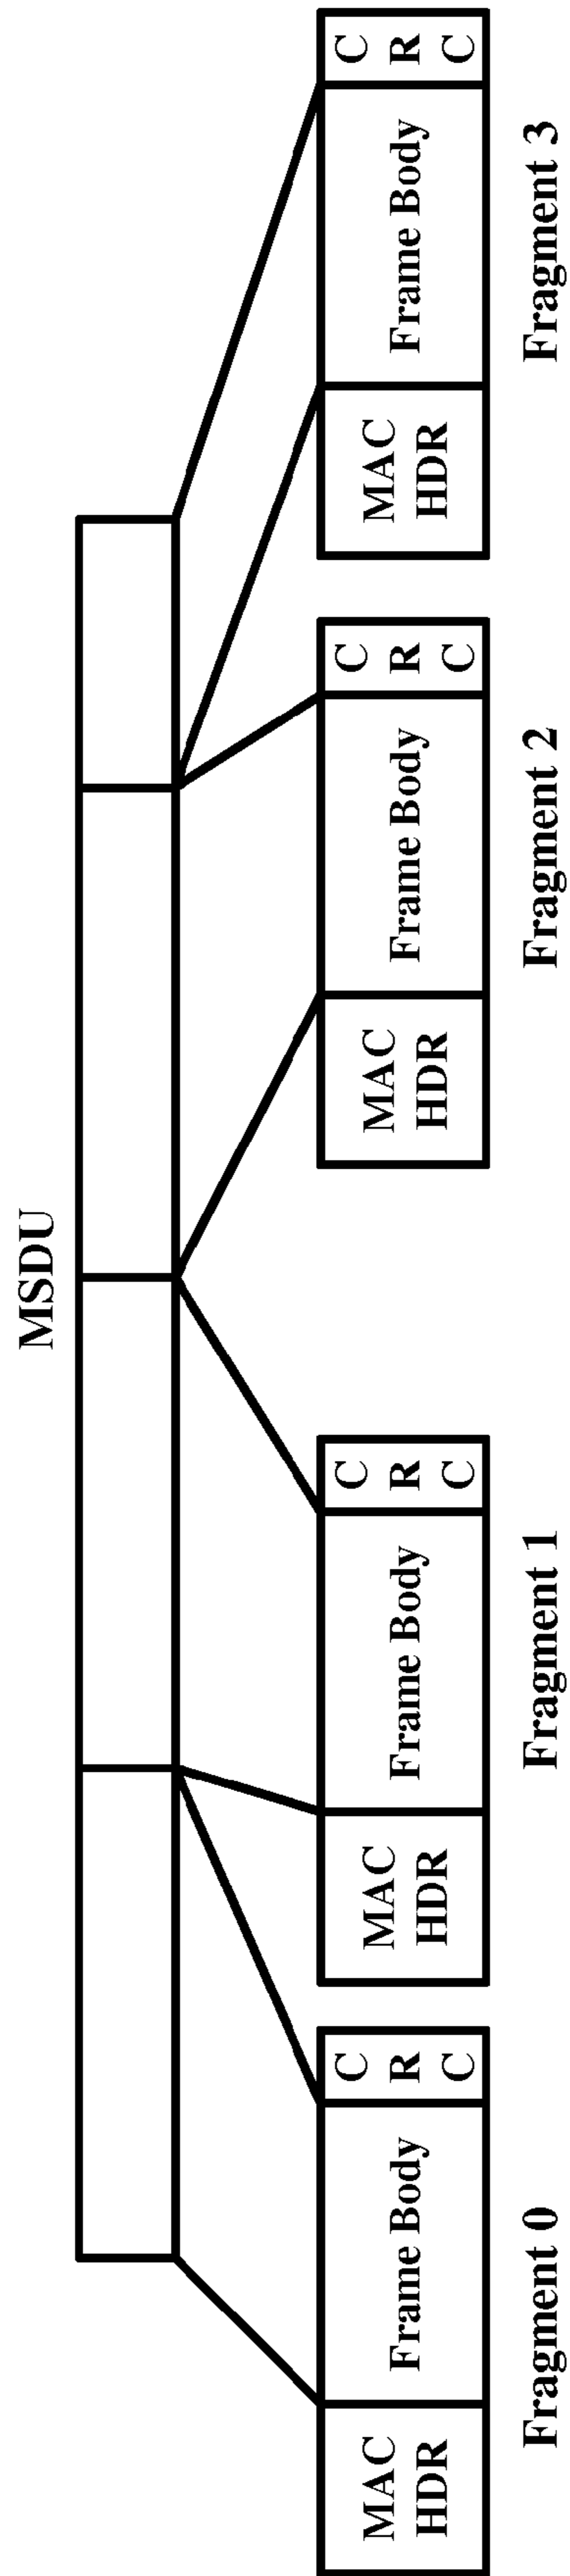 MSDU
MAC
HDR
Frame Body
C
R
C
MAC
HDR
Frame Body
C
R
C
MAC
HDR
Frame Body
C
R
C
MAC
HDR
Frame Body
C
R
C
Fragment 0
Fragment 1
Fragment 2
Fragment 3